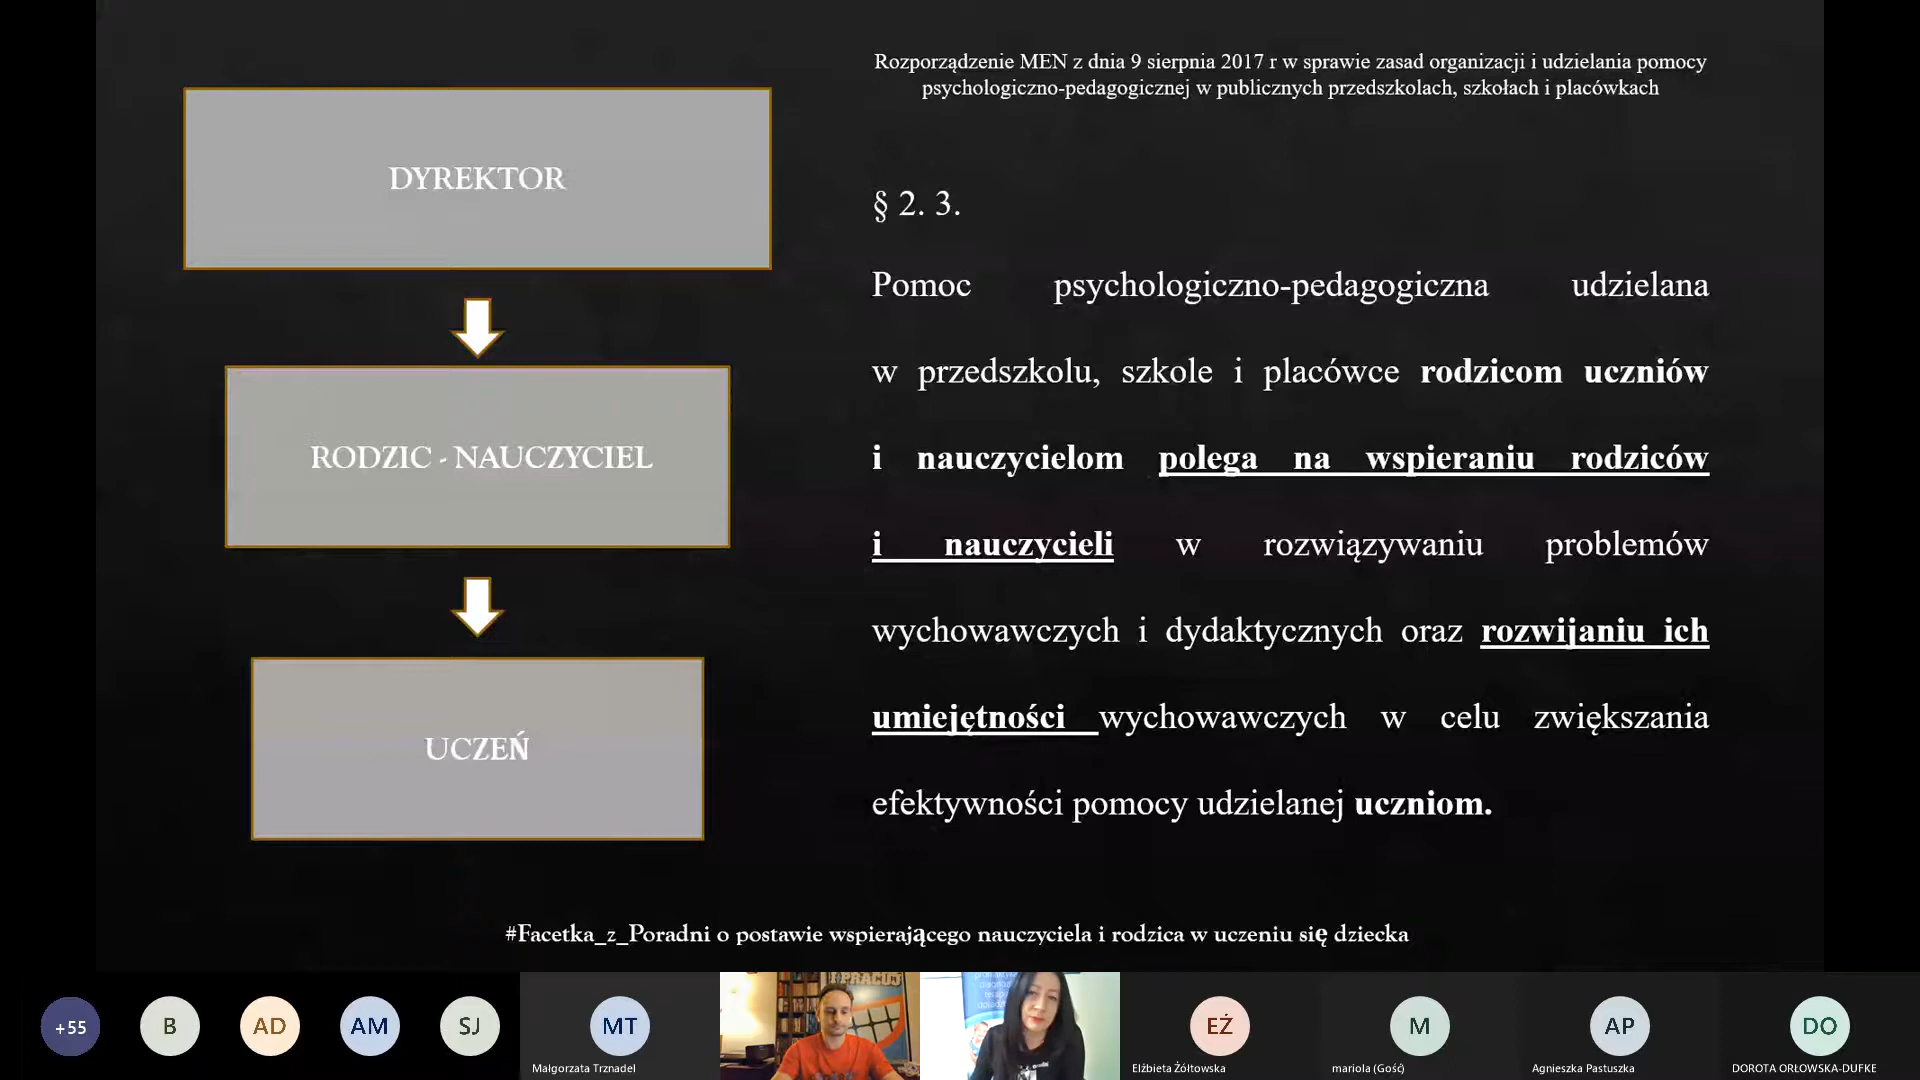 Rozporządzenie MEN z dnia 9 sierpnia 2017 r w sprawie zasad organizacji i udzielania pomocy
psychologiczno-pedagogicznej w publicznych przedszkolach, szkołach i placówkach
DYREKTOR
RODZIC - NAUCZYCIEL
UCZEŃ
§ 2. 3.
Pomoc psychologiczno-pedagogiczna udzielana
w przedszkolu, szkole i placówce rodzicom uczniów
i nauczycielom polega na wspieraniu rodziców
i nauczycieli w rozwiązywaniu problemów
wychowawczych i dydaktycznych oraz rozwijaniu ich
umiejętności wychowawczych w celu zwiększania
efektywności pomocy udzielanej uczniom.
#Facetka_z_Poradni o postawie wspierającego nauczyciela i rodzica w uczeniu się dziecka
+55
B
AD
AM
SJ
MT
Małgorzata Trznadel
EŻ
Elżbieta Żółtowska
M
mariola (Gość)
AP
Agnieszka Pastuszka
DO
DOROTA ORŁOWSKA-DUFKE